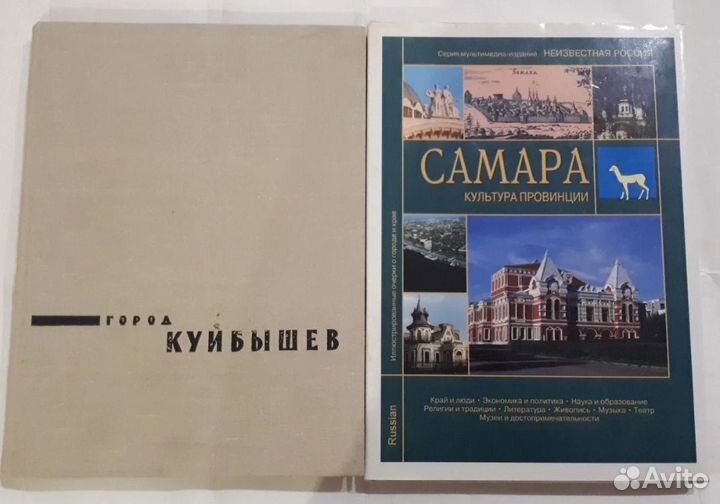 ГОРОД
КУЙБЫШЕВ
Серия мультимедиа-изданий НЕИЗВЕСТНАЯ РОССИЯ
САМАРА
КУЛЬТУРА ПРОВИНЦИИ
Иллюстрированные очерки о городе и крае
Russian
Край и люди • Экономика и политика • Наука и образование
Религии и традиции • Литература • Живопись • Музыка • Театр
Музеи и достопримечательности
Avito